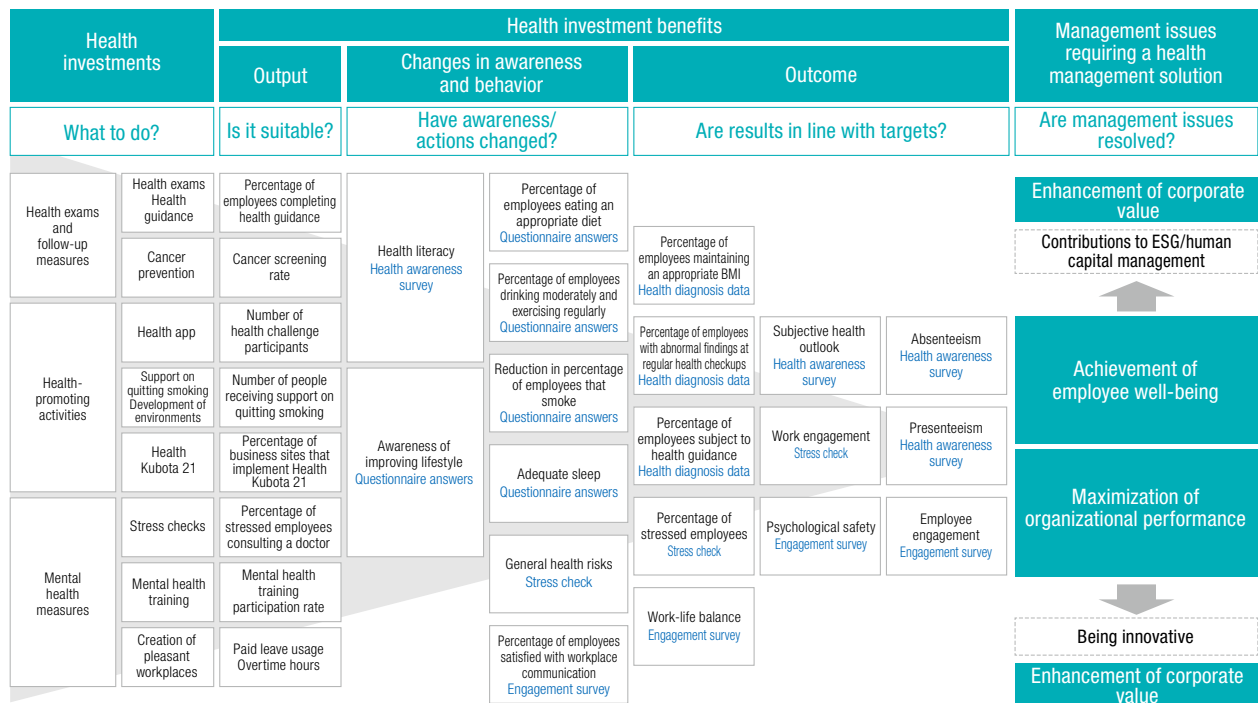 Health
investments
Health investment benefits
Output
Changes in awareness
and behavior
Outcome
Management issues
requiring a health
management solution
What to do?
Is it suitable?
Have awareness/
actions changed?
Are results in line with targets?
Are management issues
resolved?
Health exams
and
follow-up
measures
Health exams
Health
guidance
Cancer
prevention
Health-
promoting
activities
Health app
Support on
quitting smoking
Development of
environments
Health
Kubota 21
Mental
health
measures
Stress checks
Mental health
training
Creation of
pleasant
workplaces
Percentage of
employees completing
health guidance
Cancer screening
rate
Number of
health challenge
participants
Number of people
receiving support on
quitting smoking
Percentage of
business sites that
implement Health
Kubota 21
Percentage of
stressed employees
consulting a doctor
Mental health
training
participation rate
Paid leave usage
Overtime hours
Health literacy
Health awareness
survey
Awareness of
improving lifestyle
Questionnaire answers
Percentage of
employees eating an
appropriate diet
Questionnaire answers
Percentage of employees
drinking moderately and
exercising regularly
Questionnaire answers
Reduction in percentage
of employees that
smoke
Questionnaire answers
Adequate sleep
Questionnaire answers
General health risks
Stress check
Percentage of employees
satisfied with workplace
communication
Engagement survey
Percentage of
employees maintaining
an appropriate BMI
Health diagnosis data
Percentage of employees
with abnormal findings at
regular health checkups
Health diagnosis data
Percentage of
employees subject to
health guidance
Health diagnosis data
Percentage of
stressed employees
Stress check
Work-life balance
Engagement survey
Subjective health
outlook
Health awareness
survey
Work engagement
Stress check
Psychological safety
Engagement survey
Absenteeism
Health awareness
survey
Presenteeism
Health awareness
survey
Employee
engagement
Engagement survey
Enhancement of corporate
value
Contributions to ESG/human
capital management
Achievement of
employee well-being
Maximization of
organizational performance
Being innovative
Enhancement of corporate
value